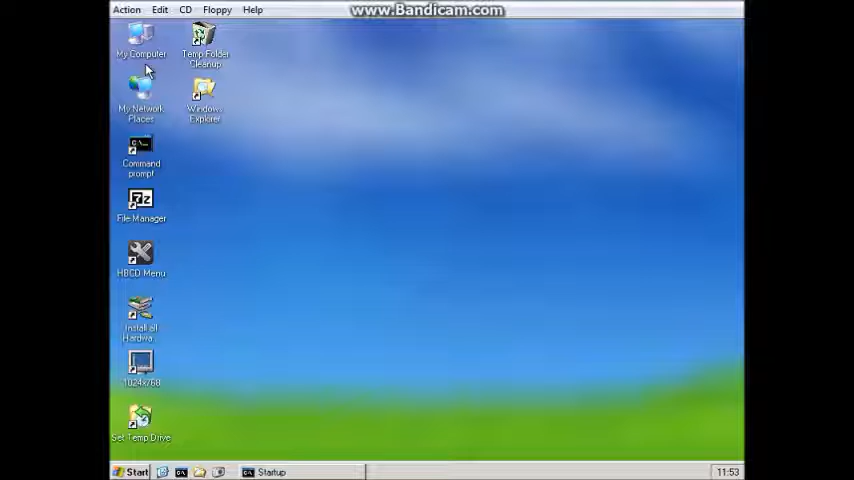 Action Edit CD Floppy Help
www.Bandicam.com
My Computer
Temp Folder
Cleanup
My Network
Places
Windows
Explorer
C:\...
Command
prompt
7z
File Manager
HBCD Menu
Install all
Hardwa...
1024x768
Set Temp Drive
Start
Startup
11:53